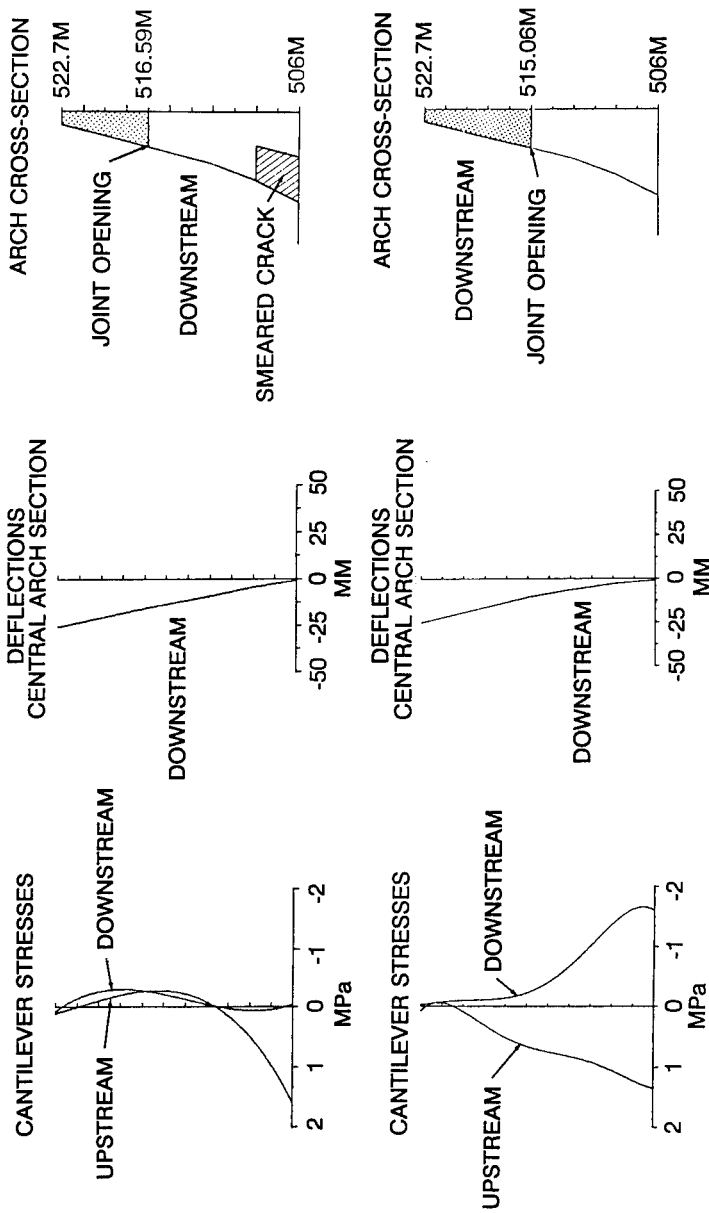 CANTILEVER STRESSES
UPSTREAM
DOWNSTREAM
2 1 0 -1 -2
MPa
DEFLECTIONS
CENTRAL ARCH SECTION
DOWNSTREAM
-50 -25 0 25 50
MM
ARCH CROSS-SECTION
522.7M
516.59M
506M
JOINT OPENING
DOWNSTREAM
SMEARED CRACK
CANTILEVER STRESSES
UPSTREAM
DOWNSTREAM
2 1 0 -1 -2
MPa
DEFLECTIONS
CENTRAL ARCH SECTION
DOWNSTREAM
-50 -25 0 25 50
MM
ARCH CROSS-SECTION
522.7M
515.06M
506M
DOWNSTREAM
JOINT OPENING